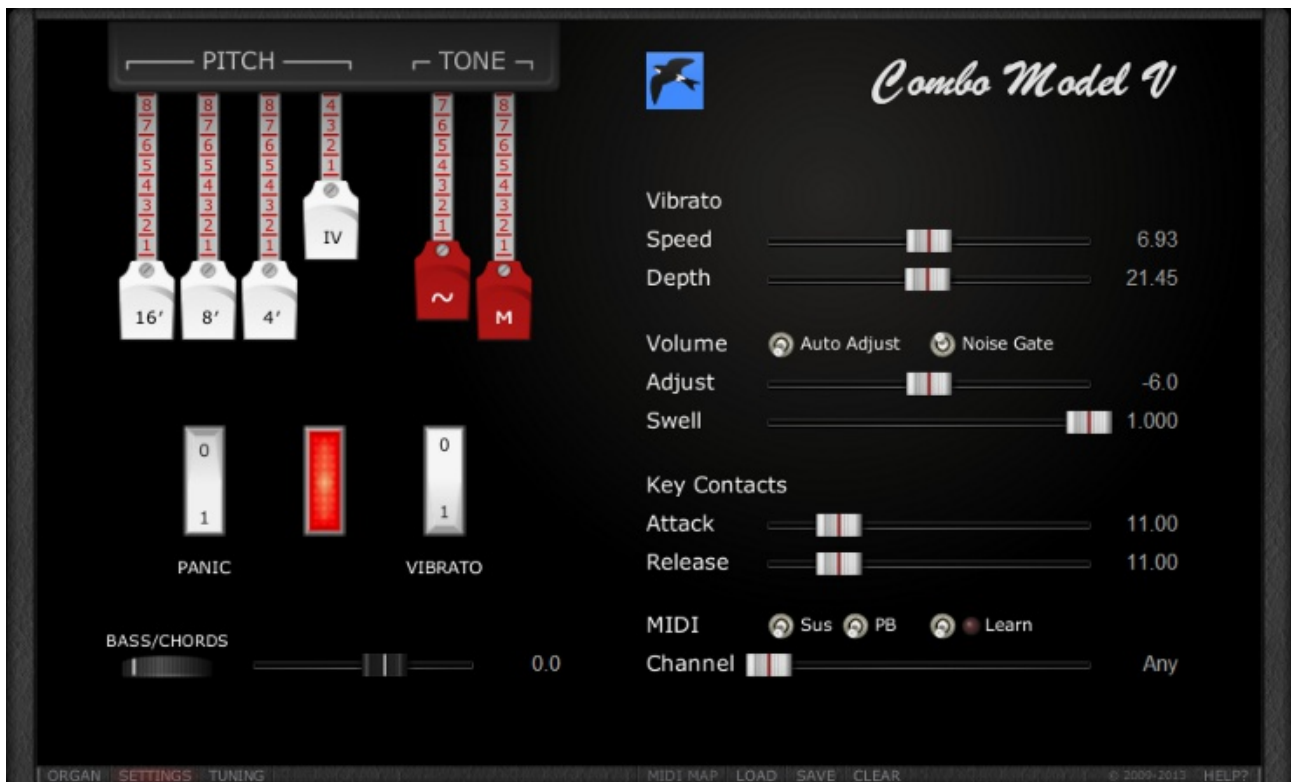 PITCH TONE
8 8 8 4 7 8
7 7 7 3 6 7
6 6 6 2 5 6
5 5 5 1 4 5
4 4 4 3 4
3 3 3 2 3
2 2 2 1 2
1 1 1 1
16′ 8′ 4′ IV ~ M
Combo Model V
Vibrato
Speed 6.93
Depth 21.45
Volume Auto Adjust Noise Gate
Adjust -6.0
Swell 1.000
0 0
1 1
PANIC VIBRATO
Key Contacts
Attack 11.00
Release 11.00
MIDI Sus PB Learn
BASS/CHORDS
0.0
Channel Any
ORGAN SETTINGS TUNING MIDI MAP LOAD SAVE CLEAR © 2009-2013 HELP?